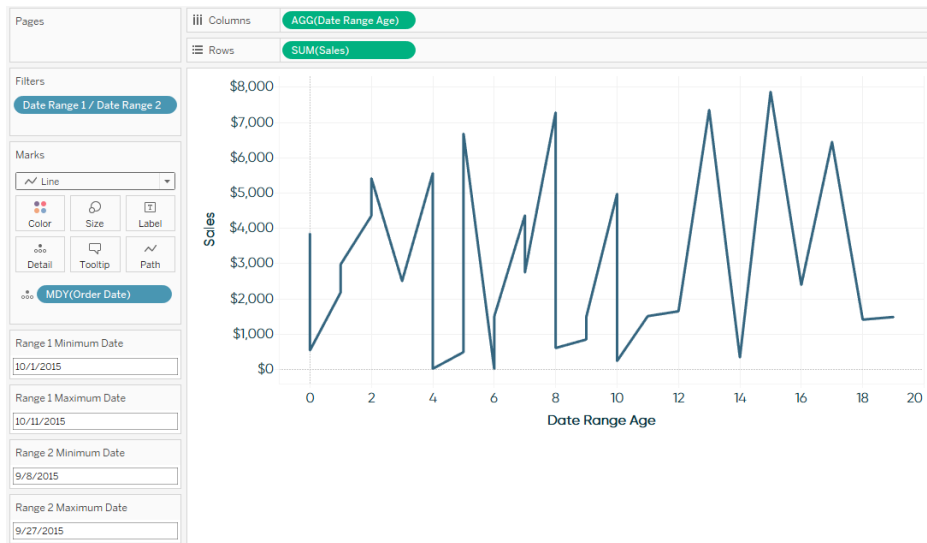 Pages
Columns
AGG(Date Range Age)
Rows
SUM(Sales)
Filters
Date Range 1 / Date Range 2
Marks
Line
Color
Size
Label
Detail
Tooltip
Path
MDY(Order Date)
Range 1 Minimum Date
10/1/2015
Range 1 Maximum Date
10/11/2015
Range 2 Minimum Date
9/8/2015
Range 2 Maximum Date
9/27/2015
Sales
$8,000
$7,000
$6,000
$5,000
$4,000
$3,000
$2,000
$1,000
$0
0 2 4 6 8 10 12 14 16 18 20
Date Range Age